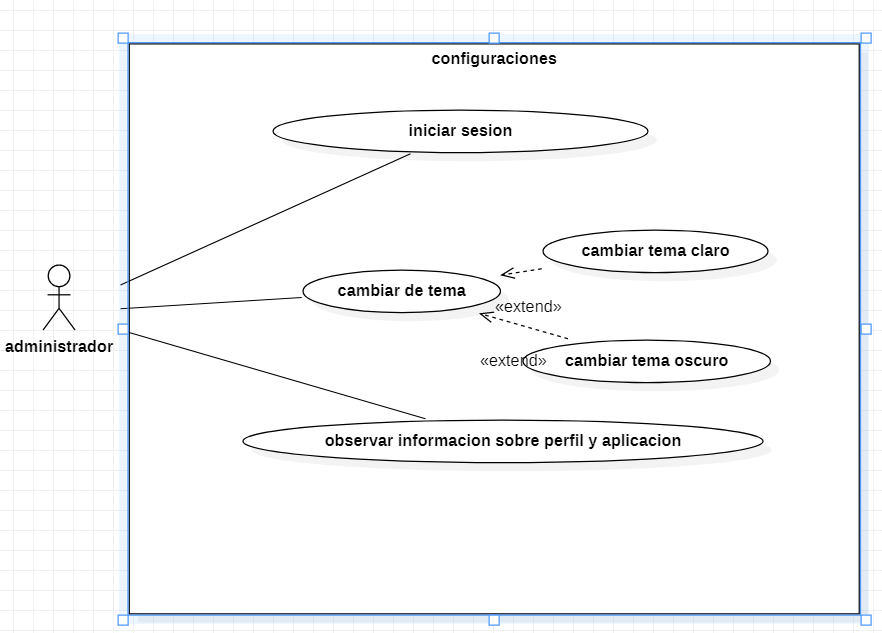 configuraciones
iniciar sesion
cambiar tema claro
cambiar de tema
«extend»
administrador
«extend»
cambiar tema oscuro
observar informacion sobre perfil y aplicacion